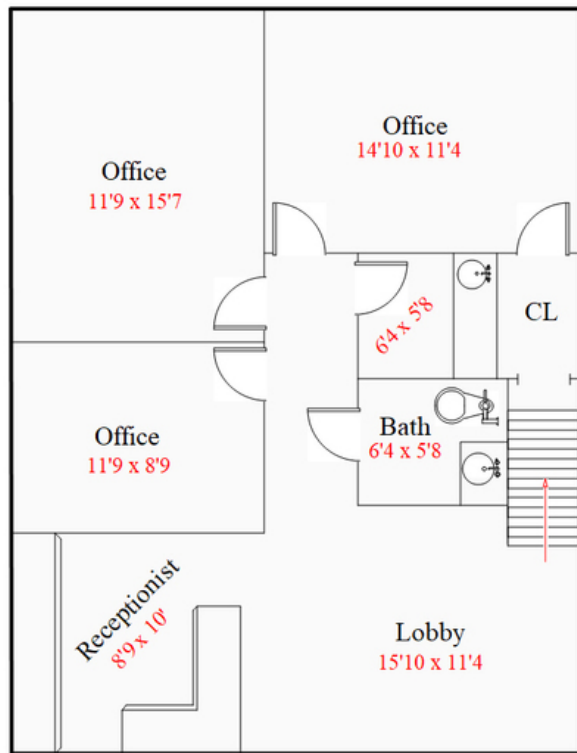 Office
14'10 x 11'4
Office
11'9 x 15'7
6'4 x 5'8
CL
Bath
6'4 x 5'8
Office
11'9 x 8'9
Receptionist
8'9 x 10'
Lobby
15'10 x 11'4